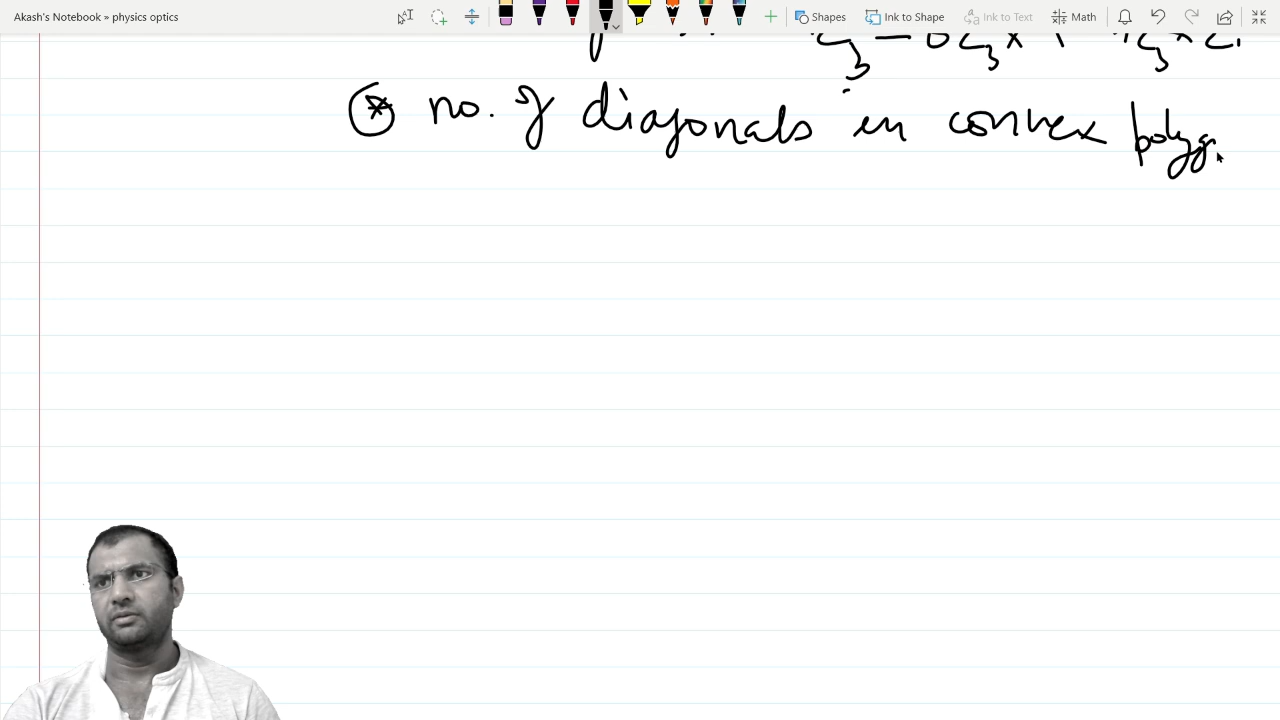 Akash's Notebook » physics optics
Shapes
Ink to Shape
Ink to Text
Math
no. of diagonals in convex polyg